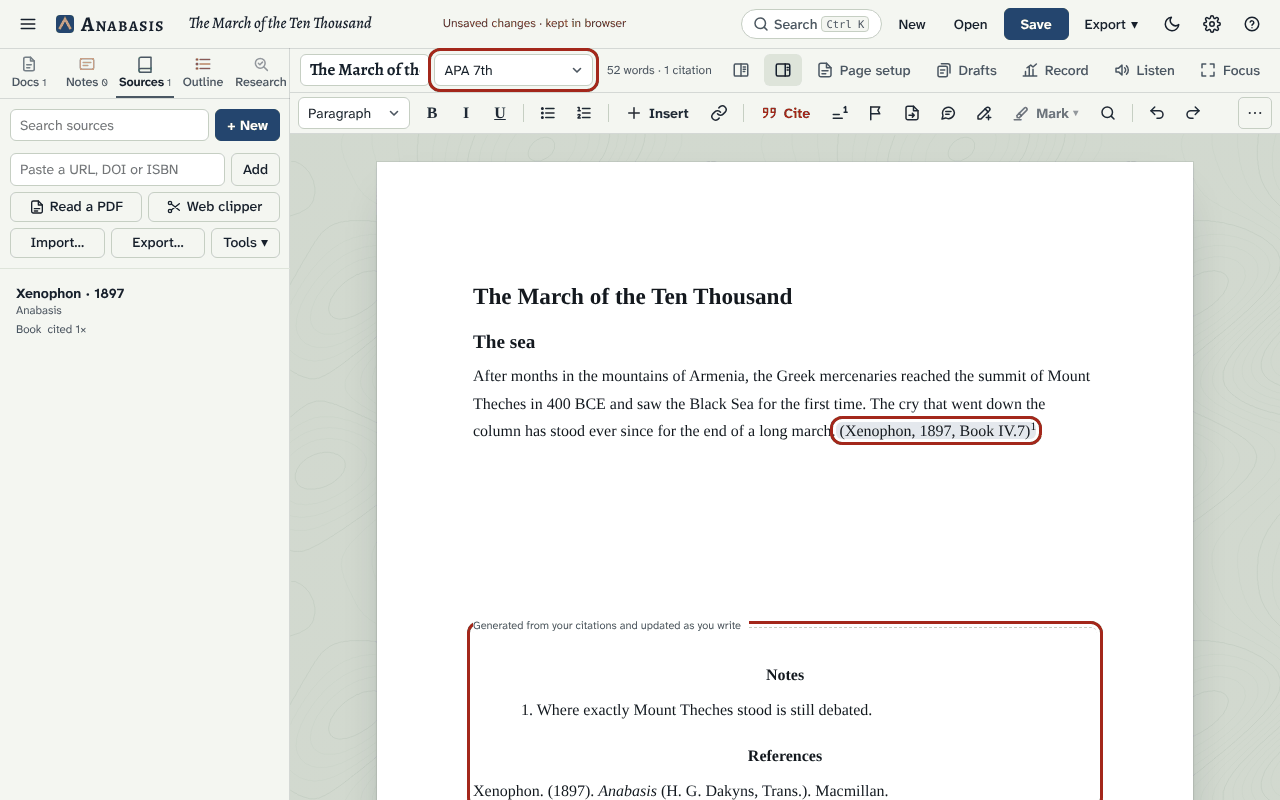 Anabasis
The March of the Ten Thousand
Unsaved changes · kept in browser
Search Ctrl K
New
Open
Save
Export ▾
Docs 1
Notes 0
Sources 1
Outline
Research
The March of th
APA 7th
52 words · 1 citation
Page setup
Drafts
Record
Listen
Focus
Search sources
+ New
Paragraph
B
I
U
Insert
Cite
Mark ▾
...
Paste a URL, DOI or ISBN
Add
Read a PDF
Web clipper
Import...
Export...
Tools ▾
Xenophon · 1897
Anabasis
Book cited 1×
The March of the Ten Thousand
The sea
After months in the mountains of Armenia, the Greek mercenaries reached the summit of Mount
Theches in 400 BCE and saw the Black Sea for the first time. The cry that went down the
column has stood ever since for the end of a long march. (Xenophon, 1897, Book IV.7)1
Generated from your citations and updated as you write
Notes
1. Where exactly Mount Theches stood is still debated.
References
Xenophon. (1897). Anabasis (H. G. Dakyns, Trans.). Macmillan.